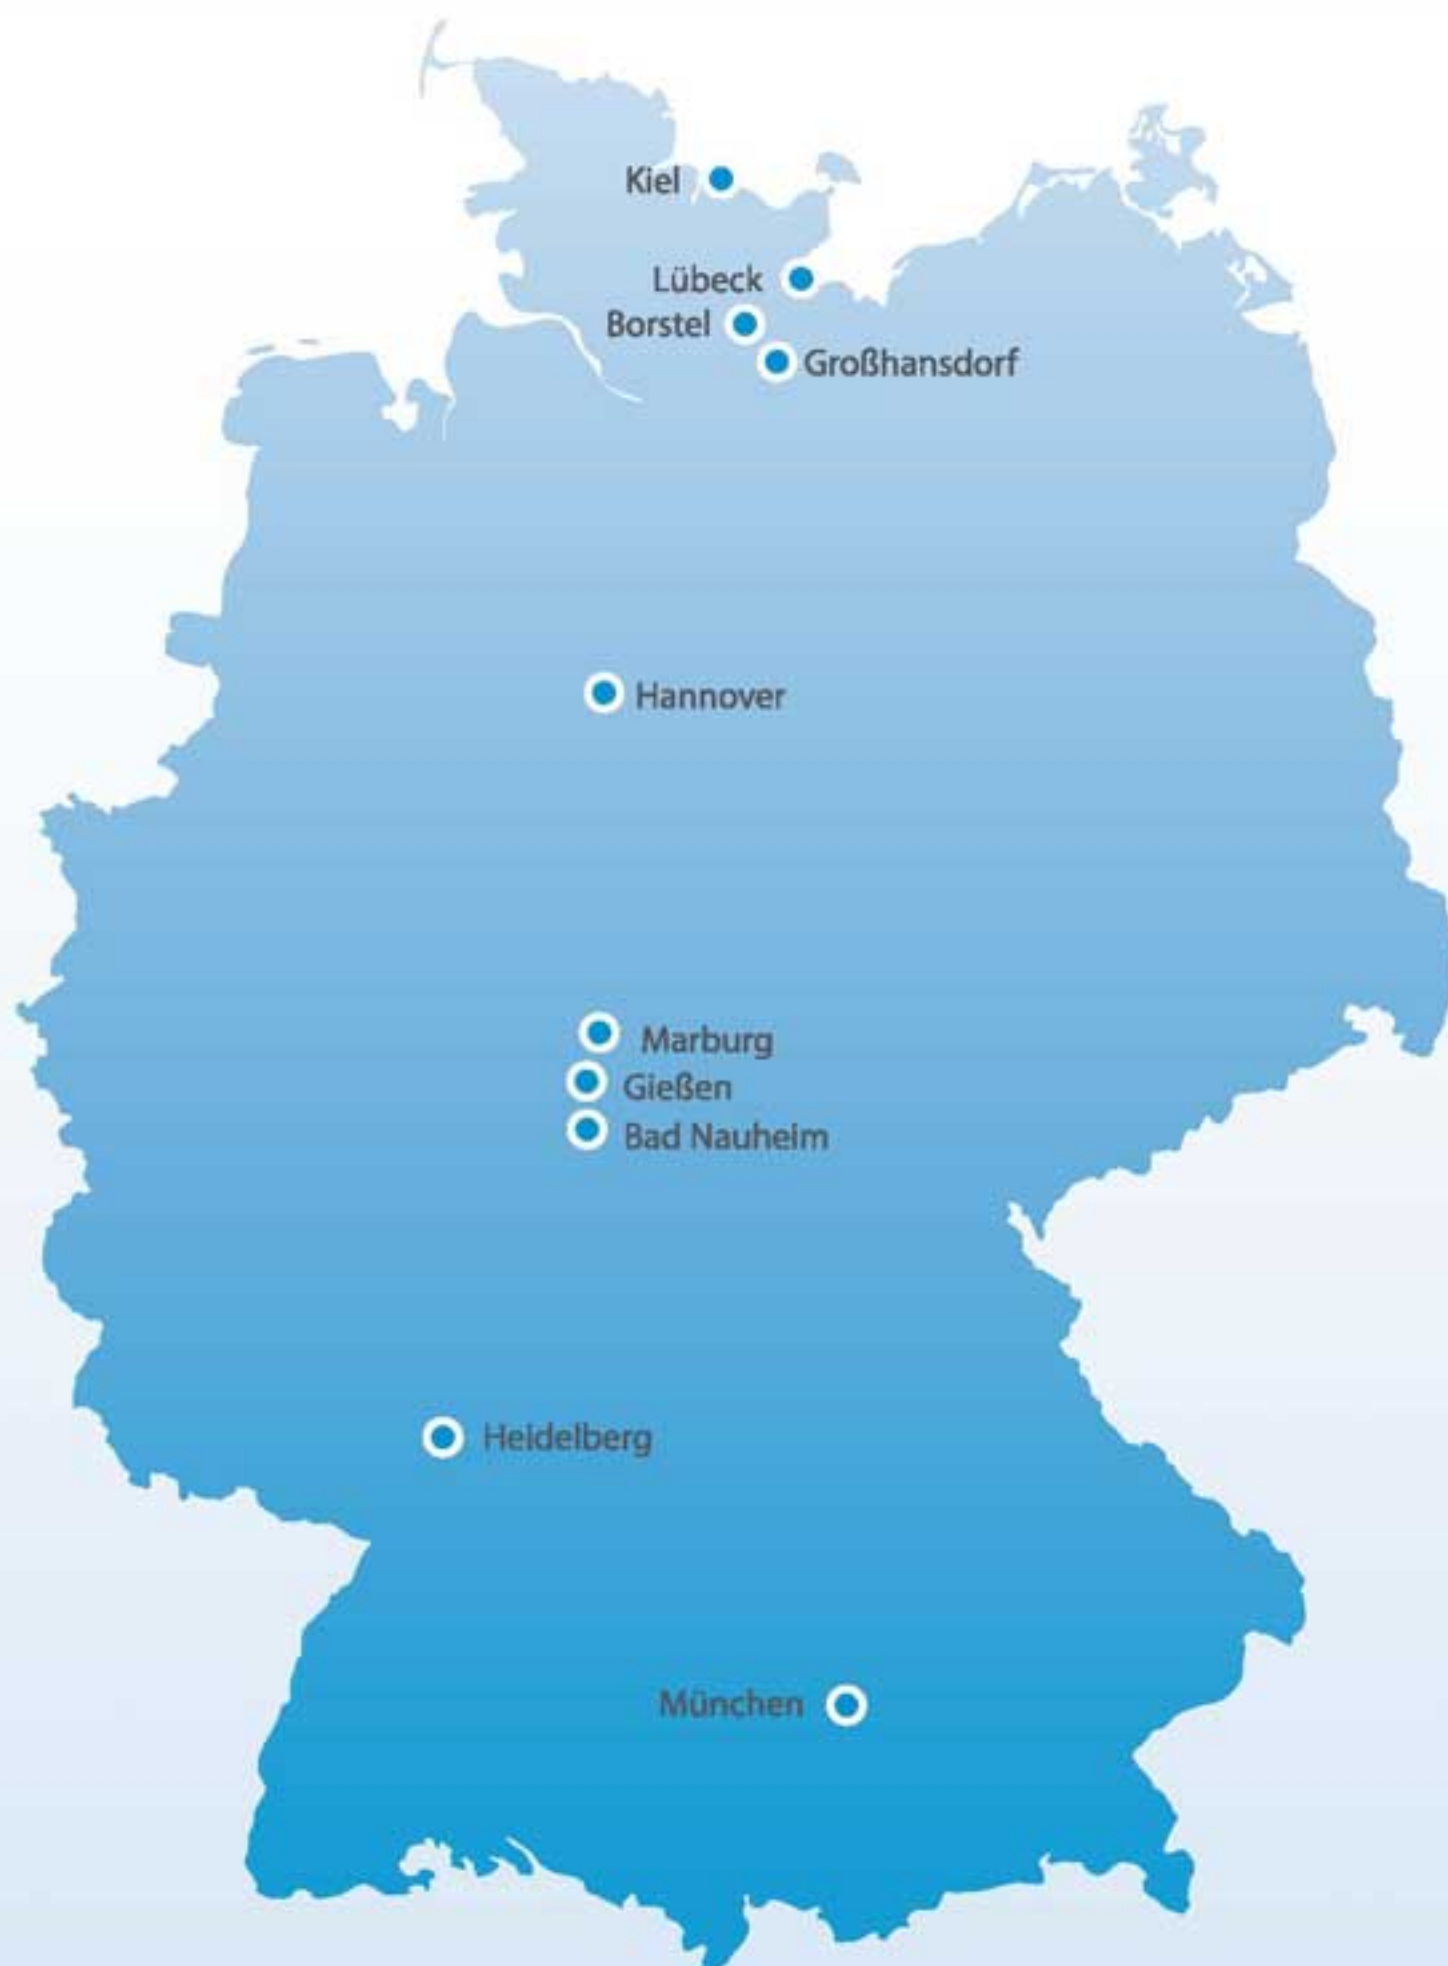 Kiel
Lübeck
Borstel
Großhansdorf
Hannover
Marburg
Gießen
Bad Nauheim
Heidelberg
München